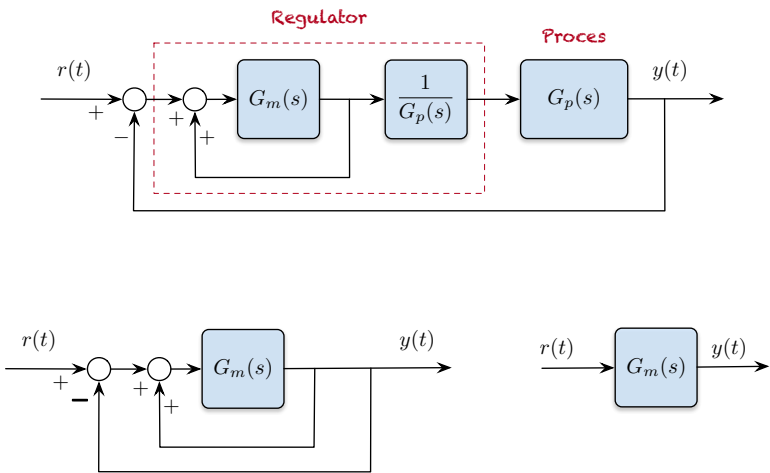 Regulator
Proces
r(t)
y(t)
G_m(s)
1
G_p(s)
G_p(s)
+
−
+
+
r(t)
y(t)
G_m(s)
+
−
+
+
r(t)
y(t)
G_m(s)